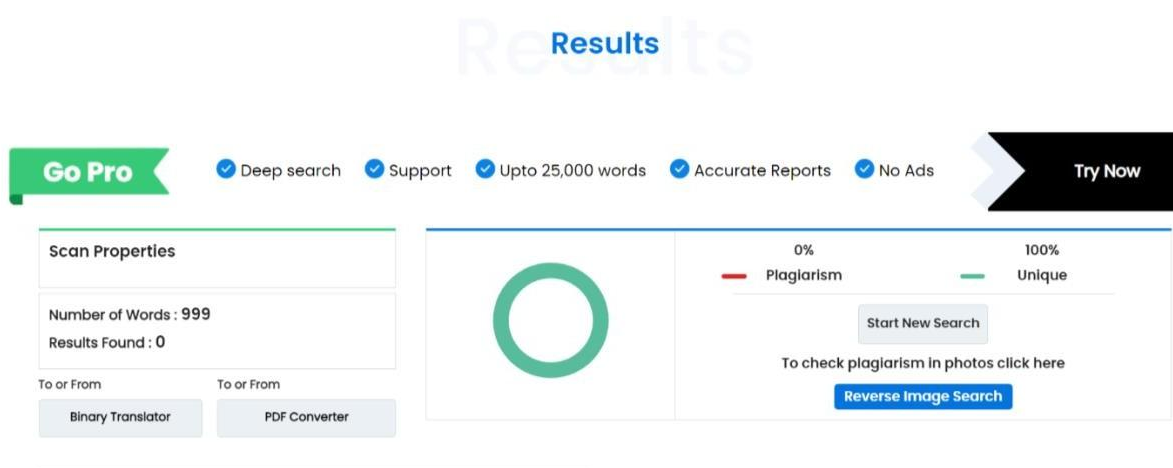 Results
Go Pro
Deep search
Support
Upto 25,000 words
Accurate Reports
No Ads
Try Now
Scan Properties
Number of Words : 999
Results Found : 0
To or From
Binary Translator
To or From
PDF Converter
0%
Plagiarism
100%
Unique
Start New Search
To check plagiarism in photos click here
Reverse Image Search